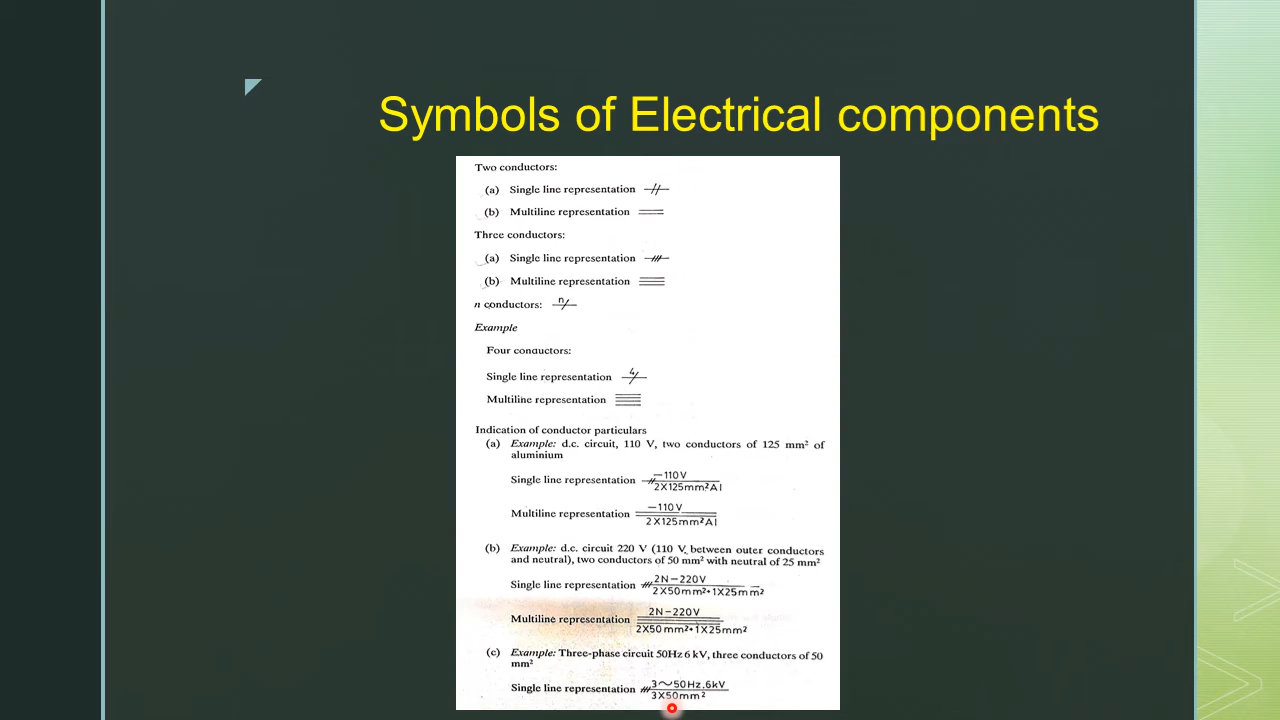 Symbols of Electrical components
Two conductors:
(a) Single line representation
(b) Multiline representation
Three conductors:
(a) Single line representation
(b) Multiline representation
n conductors: n
Example
Four conductors:
Single line representation 4
Multiline representation
Indication of conductor particulars
(a) Example: d.c. circuit, 110 V, two conductors of 125 mm² of
aluminium
Single line representation —110V
2X125mm²Al
Multiline representation —110V
2X125mm²Al
(b) Example: d.c. circuit 220 V (110 V between outer conductors
and neutral), two conductors of 50 mm² with neutral of 25 mm²
Single line representation 2N—220V
2X50mm²+1X25mm²
Multiline representation 2N—220V
2X50mm²+1X25mm²
(c) Example: Three-phase circuit 50Hz 6 kV, three conductors of 50
mm²
Single line representation 3~50Hz,6kV
3X50mm²